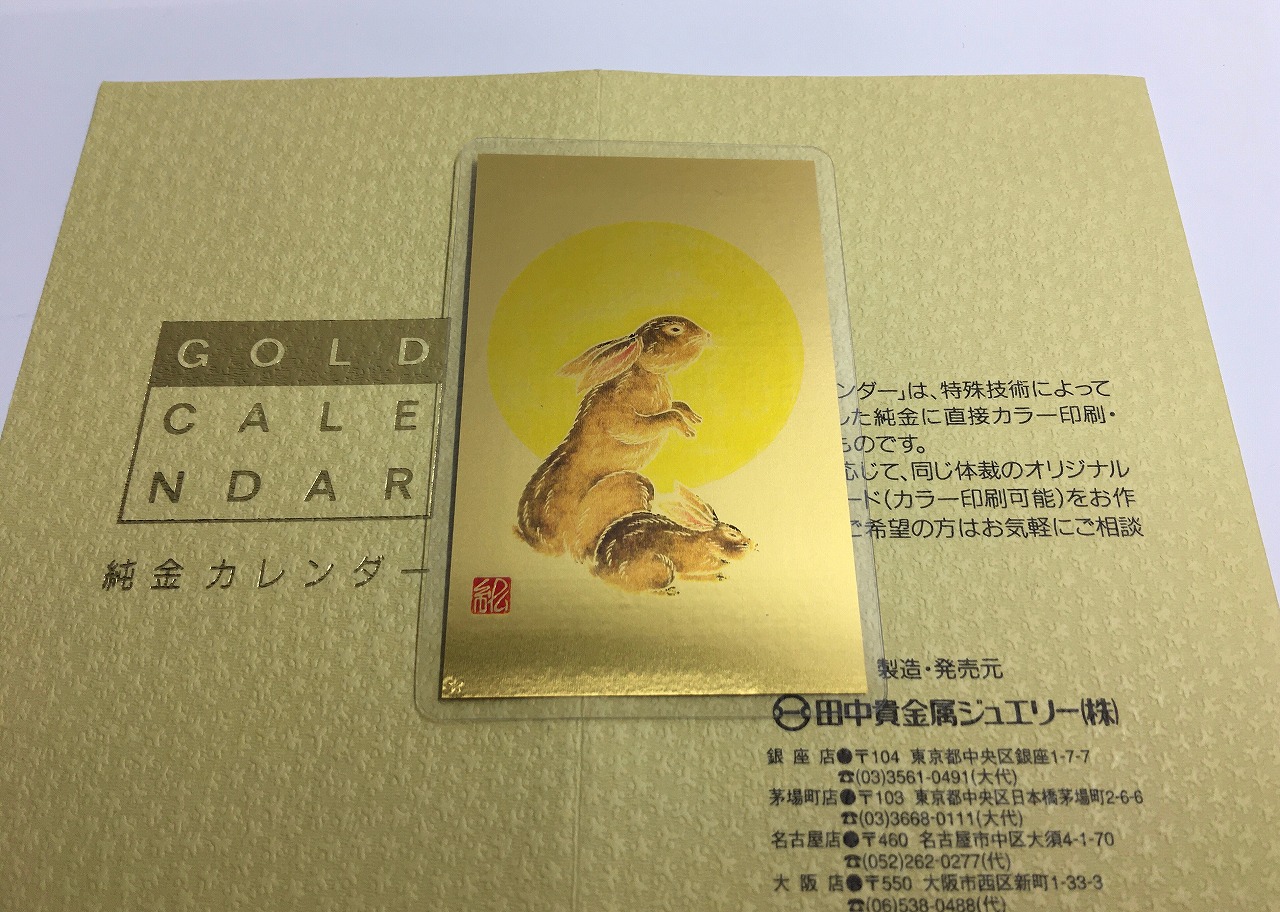 GOLD
CALE
NDAR
純金カレンダー
ンダー」は、特殊技術によって
した純金に直接カラー印刷・
ものです。
応じて、同じ体裁のオリジナル
ード(カラー印刷可能)をお作
ご希望の方はお気軽にご相談
製造・発売元
田中貴金属ジュエリー(株)
銀座店●〒104 東京都中央区銀座1-7-7
☎(03)3561-0491(大代)
茅場町店●〒103 東京都中央区日本橋茅場町2-6-6
☎(03)3668-0111(大代)
名古屋店●〒460 名古屋市中区大須4-1-70
☎(052)262-0277(代)
大阪店●〒550 大阪市西区新町1-33-3
☎(06)538-0488(代)